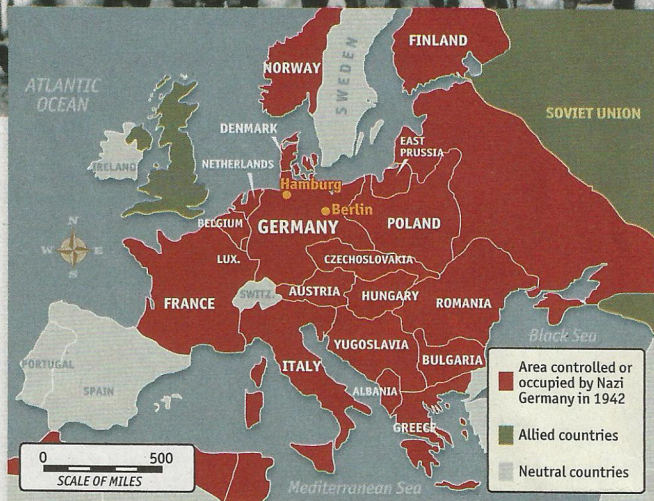 FINLAND
NORWAY
SWEDEN
ATLANTIC
OCEAN
SOVIET UNION
DENMARK
EAST
PRUSSIA
IRELAND
NETHERLANDS
Hamburg
Berlin
N
W E
S
BELGIUM
GERMANY
POLAND
LUX.
CZECHOSLOVAKIA
SWITZ.
AUSTRIA
HUNGARY
FRANCE
ROMANIA
Black Sea
YUGOSLAVIA
PORTUGAL
SPAIN
ITALY
BULGARIA
ALBANIA
GREECE
Mediterranean Sea
0 500
SCALE OF MILES
Area controlled or
occupied by Nazi
Germany in 1942
Allied countries
Neutral countries